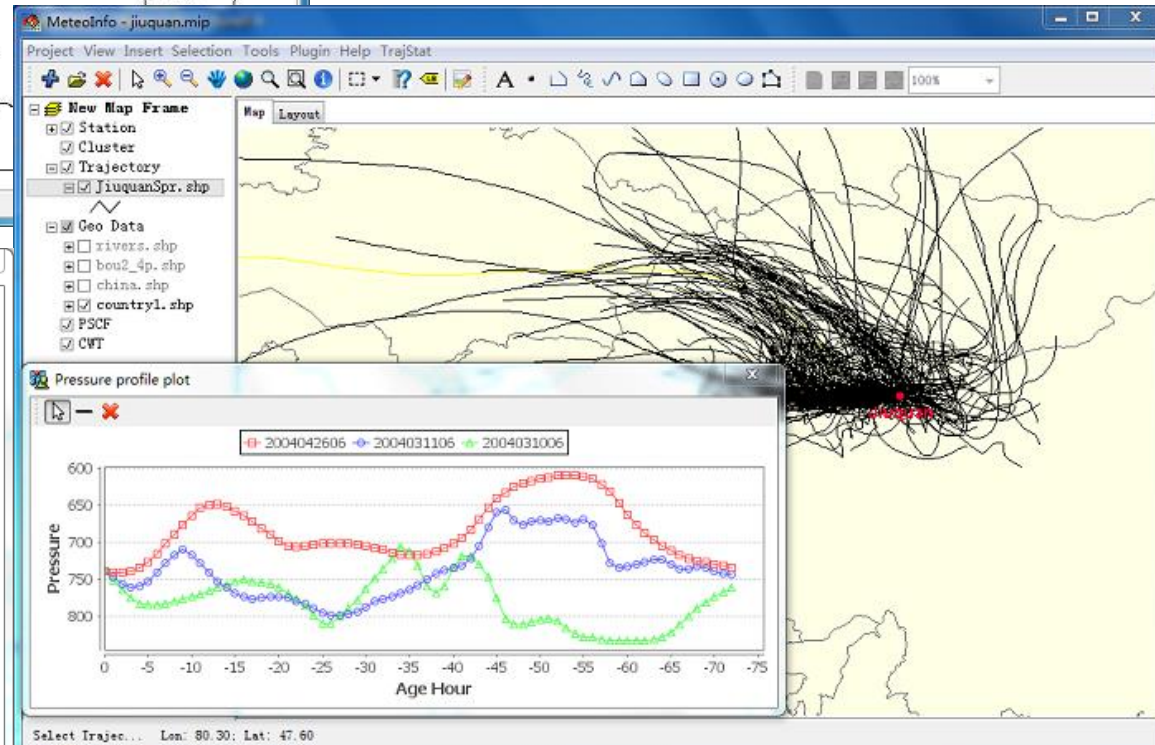 MeteoInfo - jiuquan.mip
Project View Insert Selection Tools Plugin Help TrajStat
A 100%
New Map Frame
Station
Cluster
Trajectory
JiuquanSpr.shp
Geo Data
rivers.shp
bou2_4p.shp
china.shp
country1.shp
PSCF
CWT
Map Layout
Jiuquan
Pressure profile plot
2004042606 2004031106 2004031006
600
650
700
750
800
Pressure
0 -5 -10 -15 -20 -25 -30 -35 -40 -45 -50 -55 -60 -65 -70 -75
Age Hour
Select Trajec... Lon: 80.30; Lat: 47.60